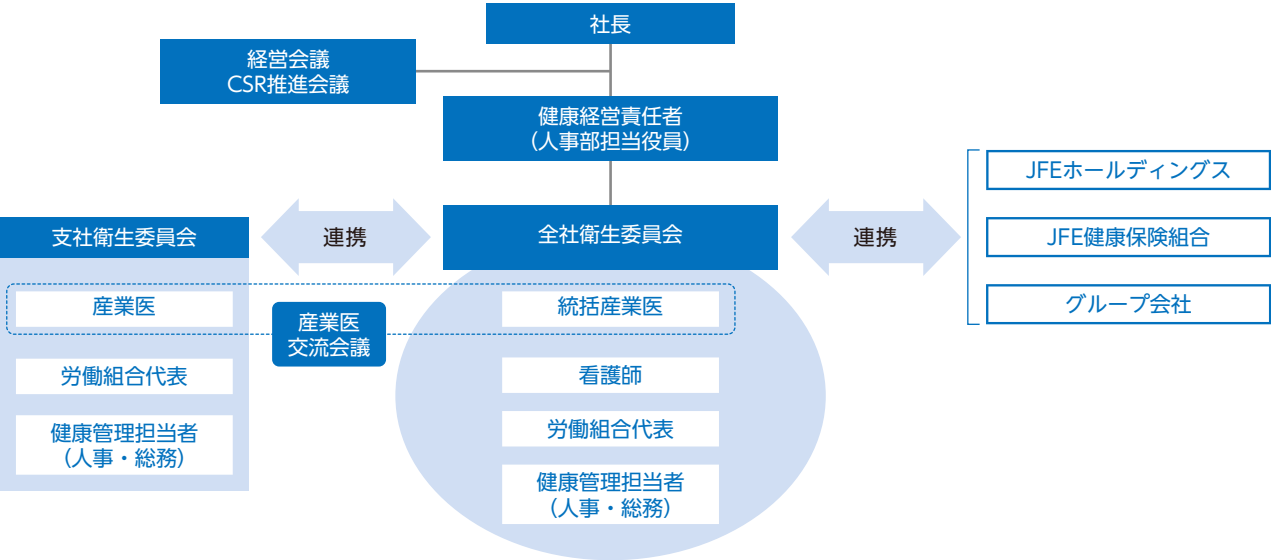 社長
経営会議
CSR推進会議
健康経営責任者
（人事部担当役員）
支社衛生委員会
連携
全社衛生委員会
連携
JFEホールディングス
JFE健康保険組合
グループ会社
産業医
産業医
交流会議
統括産業医
労働組合代表
健康管理担当者
（人事・総務）
看護師
労働組合代表
健康管理担当者
（人事・総務）